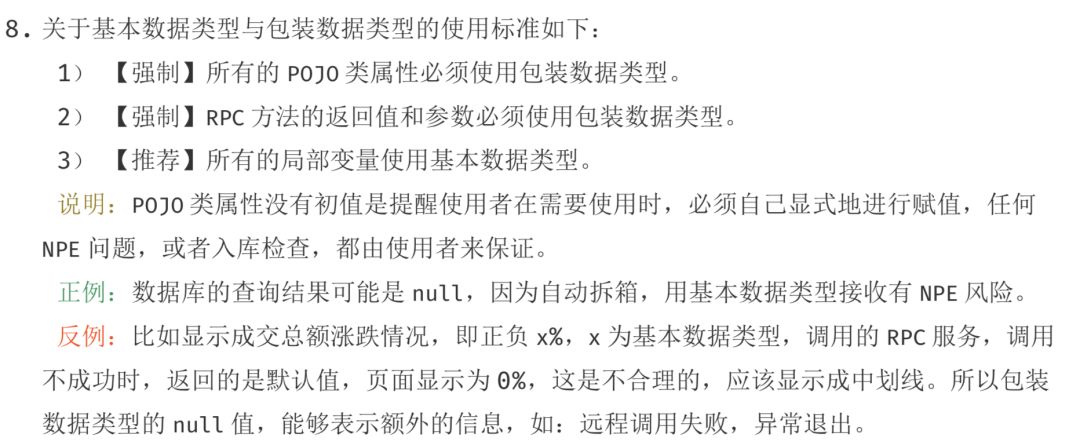 8. 关于基本数据类型与包装数据类型的使用标准如下：
1） 【强制】所有的 POJO 类属性必须使用包装数据类型。
2） 【强制】RPC 方法的返回值和参数必须使用包装数据类型。
3） 【推荐】所有的局部变量使用基本数据类型。
说明：POJO 类属性没有初值是提醒使用者在需要使用时，必须自己显式地进行赋值，任何
NPE 问题，或者入库检查，都由使用者来保证。
正例：数据库的查询结果可能是 null，因为自动拆箱，用基本数据类型接收有 NPE 风险。
反例：比如显示成交总额涨跌情况，即正负 x%，x 为基本数据类型，调用的 RPC 服务，调用
不成功时，返回的是默认值，页面显示为 0%，这是不合理的，应该显示成中划线。所以包装
数据类型的 null 值，能够表示额外的信息，如：远程调用失败，异常退出。